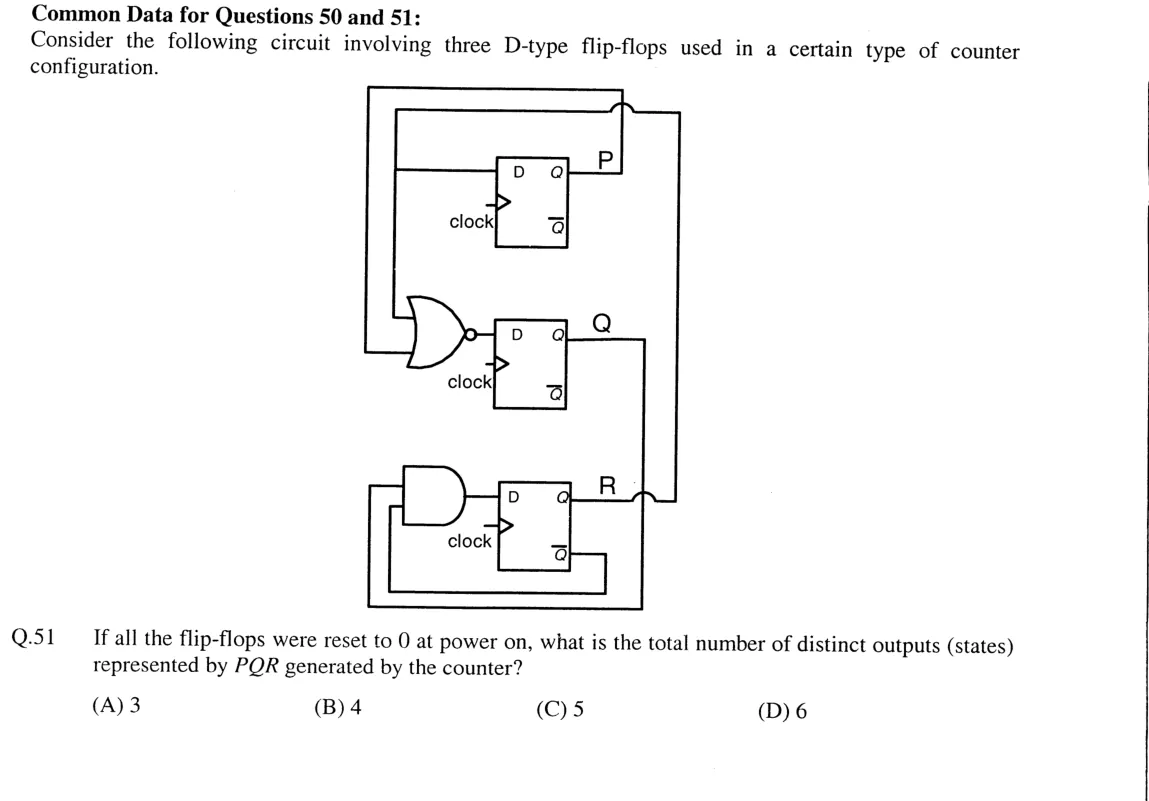 Common Data for Questions 50 and 51:
Consider the following circuit involving three D-type flip-flops used in a certain type of counter
configuration.
P
D Q
clock
Q̅
Q
D Q
clock
Q̅
R
D Q
clock
Q̅
Q.51 If all the flip-flops were reset to 0 at power on, what is the total number of distinct outputs (states)
represented by PQR generated by the counter?
(A) 3 (B) 4 (C) 5 (D) 6